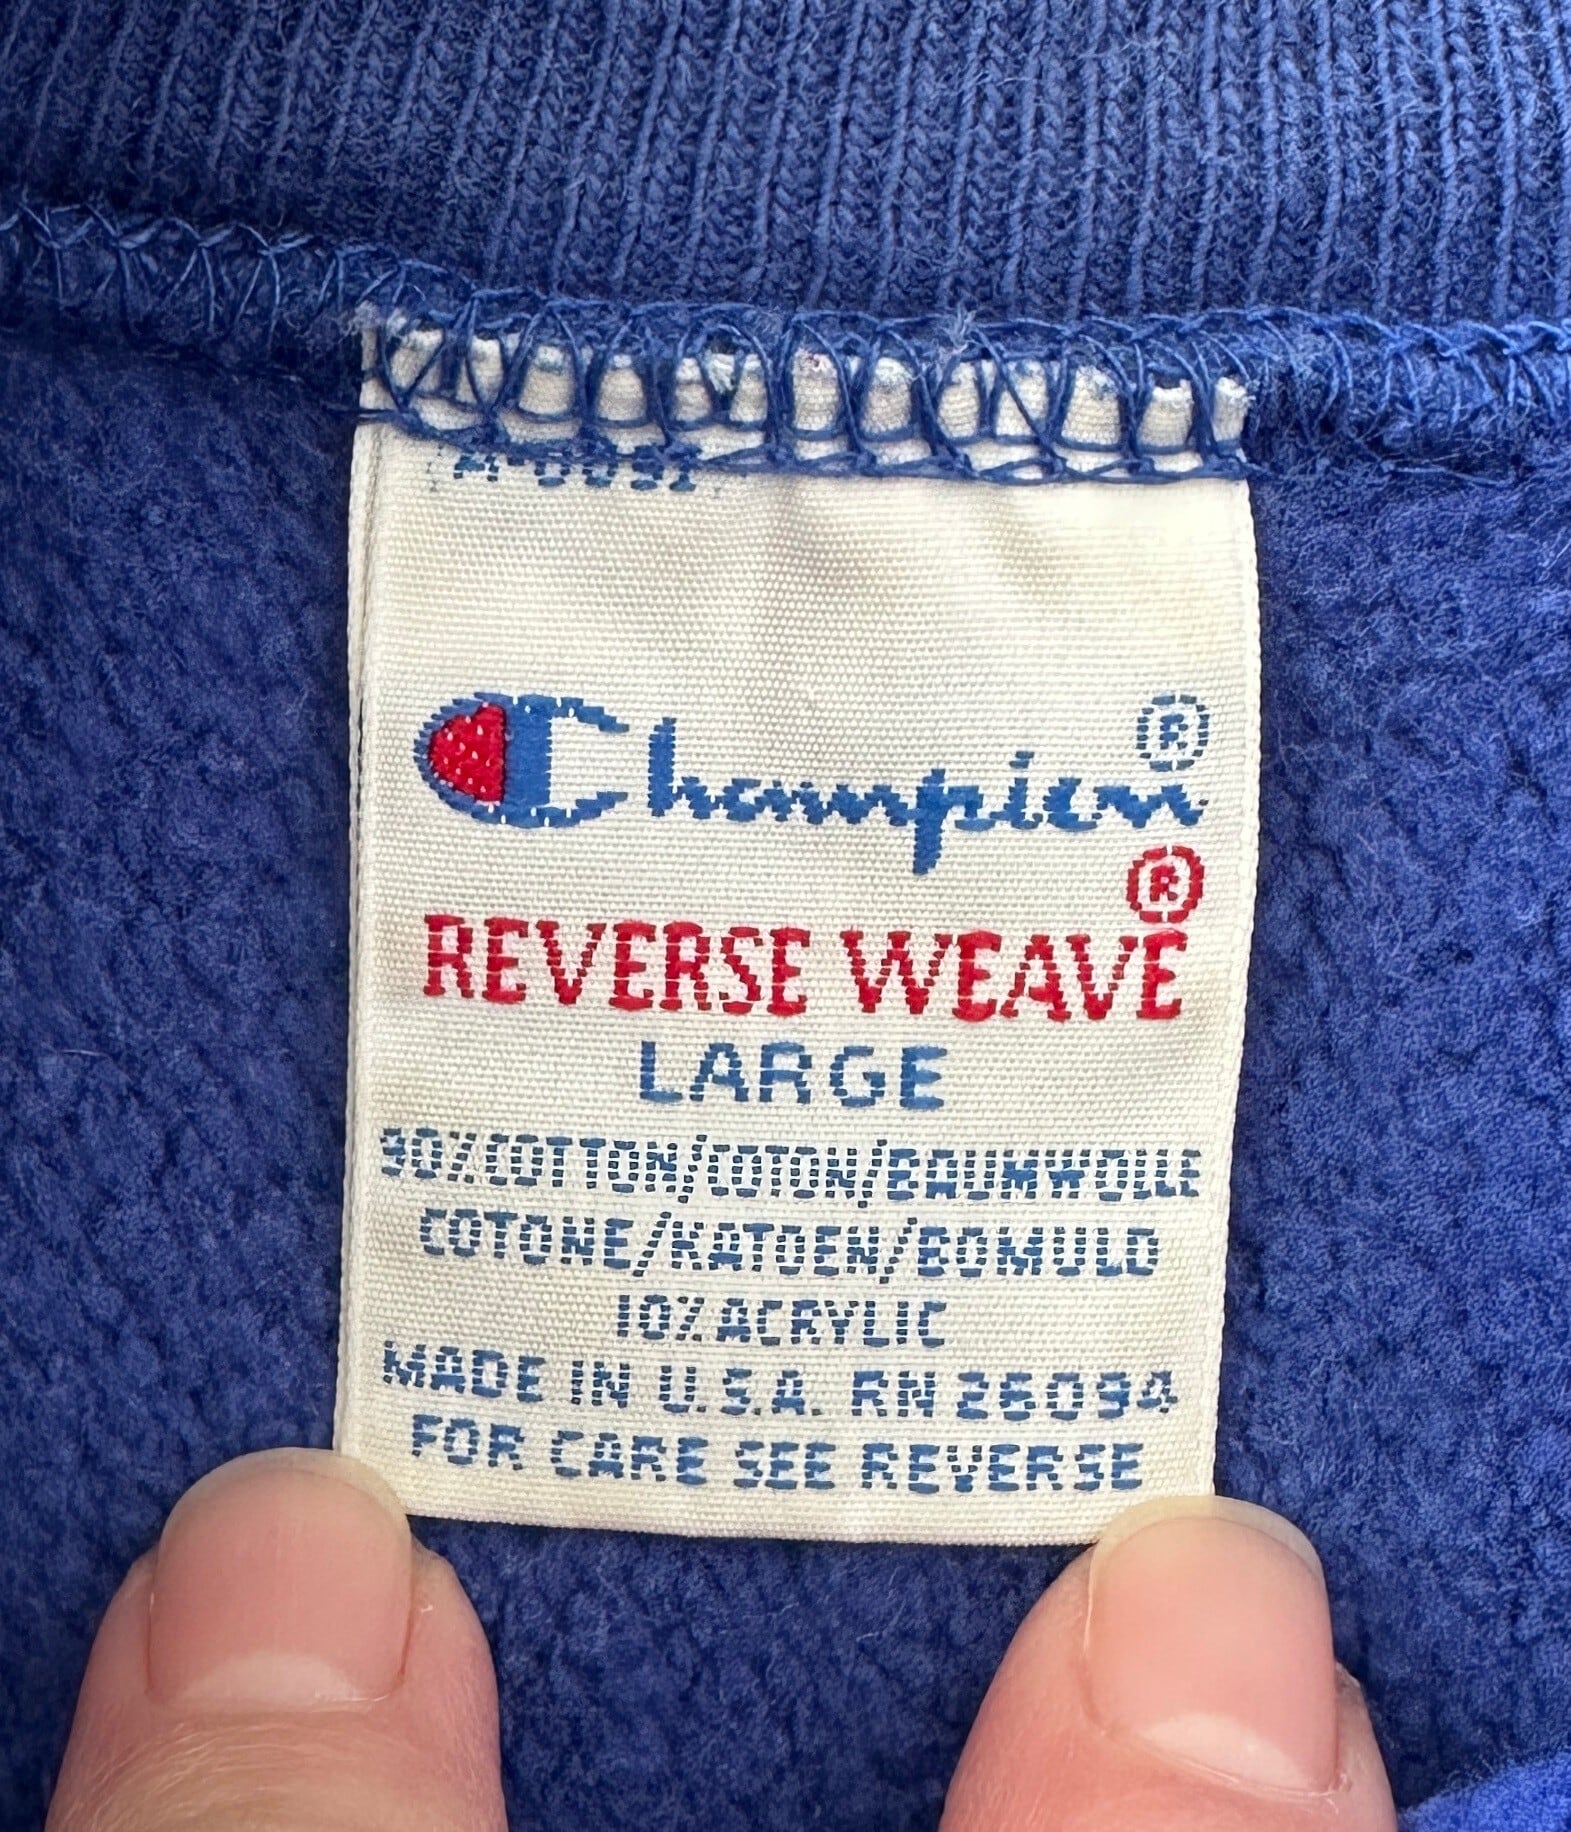 Champion®
REVERSE WEAVE®
LARGE
90% COTTON/COTON/BAUMWOLLE
COTONE/KATOEN/BOMULD
10% ACRYLIC
MADE IN U.S.A. RN 26094
FOR CARE SEE REVERSE